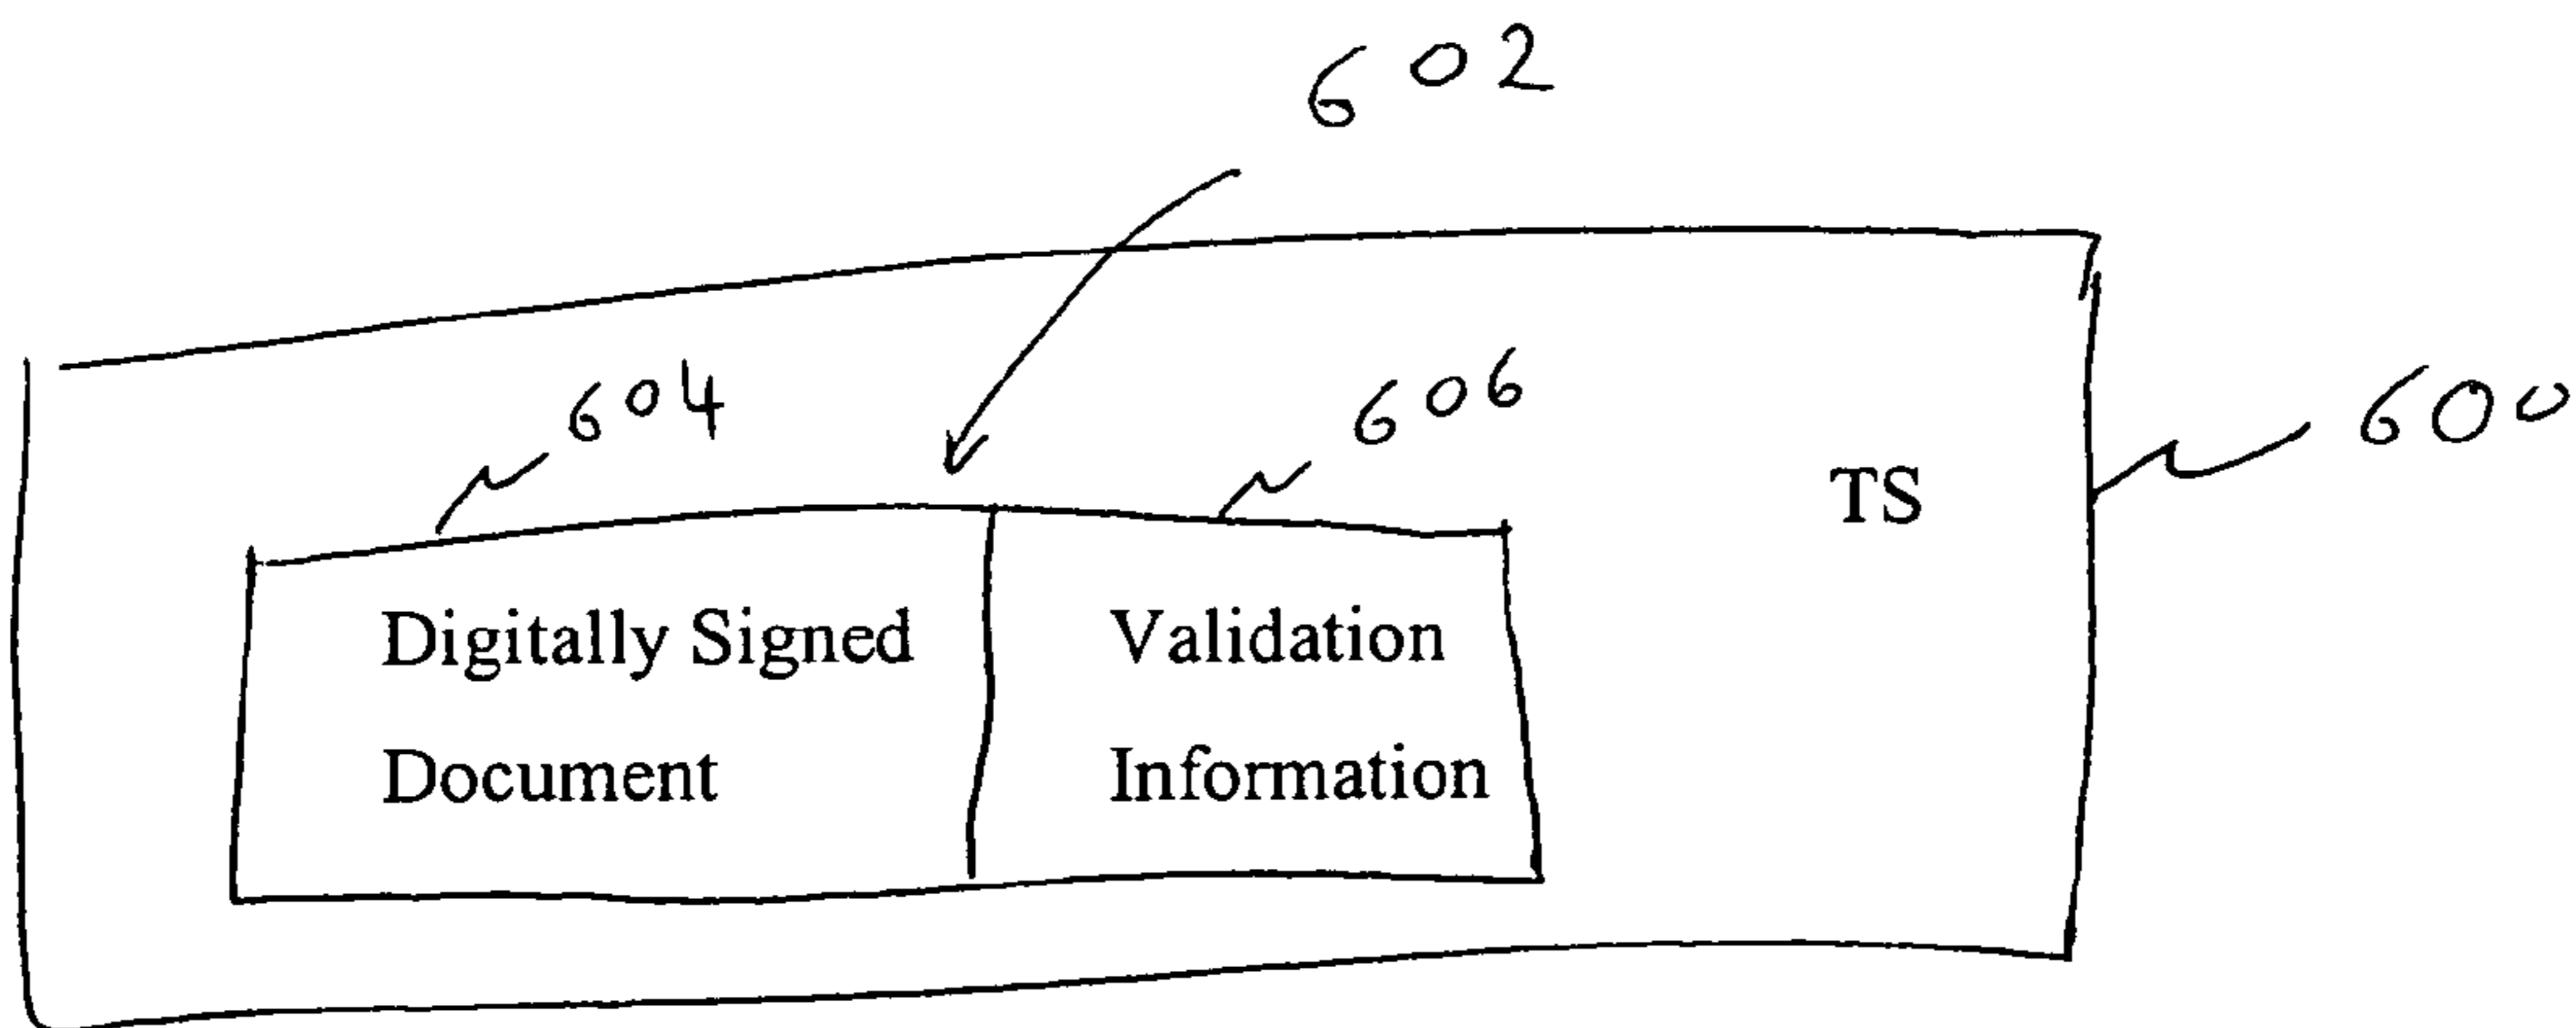 602
604
606
600
TS
Digitally Signed
Document
Validation
Information